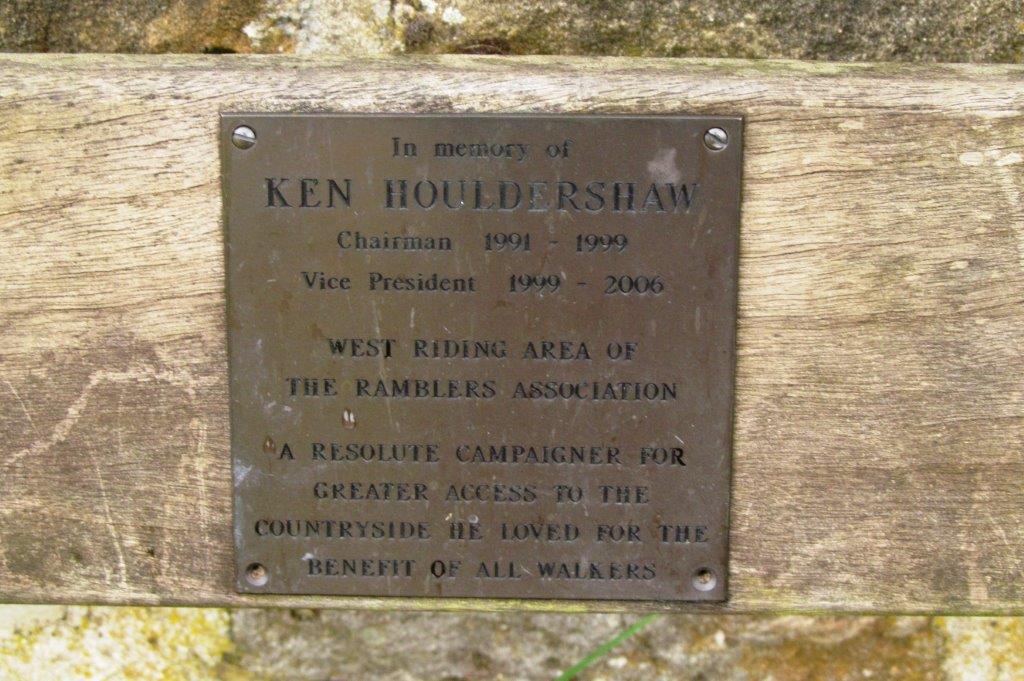 In memory of
KEN HOULDERSHAW
Chairman 1991 - 1999
Vice President 1999 - 2006
WEST RIDING AREA OF
THE RAMBLERS ASSOCIATION
A RESOLUTE CAMPAIGNER FOR
GREATER ACCESS TO THE
COUNTRYSIDE HE LOVED FOR THE
BENEFIT OF ALL WALKERS